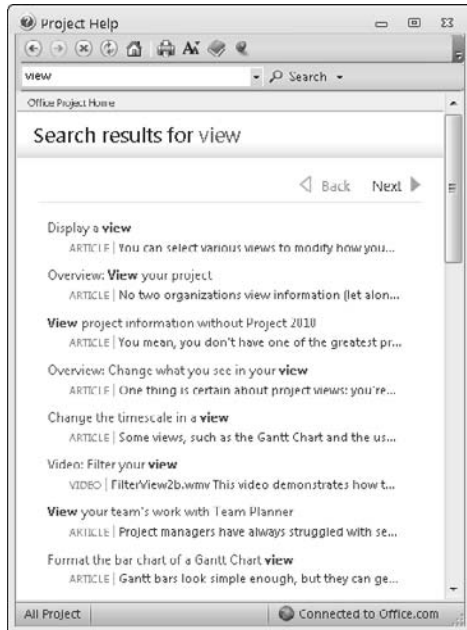 Project Help
view
Search
Office Project Home
Search results for view
Back Next
Display a view
ARTICLE | You can select various views to modify how you...
Overview: View your project
ARTICLE | No two organizations view information (let alon...
View project information without Project 2010
ARTICLE | You mean, you don't have one of the greatest pr...
Overview: Change what you see in your view
ARTICLE | One thing is certain about project views: you're...
Change the timescale in a view
ARTICLE | Some views, such as the Gantt Chart and the us...
Video: Filter your view
VIDEO | FilterView2b.wmv This video demonstrates how t...
View your team's work with Team Planner
ARTICLE | Project managers have always struggled with se...
Format the bar chart of a Gantt Chart view
ARTICLE | Gantt bars look simple enough, but they can ge...
All Project
Connected to Office.com